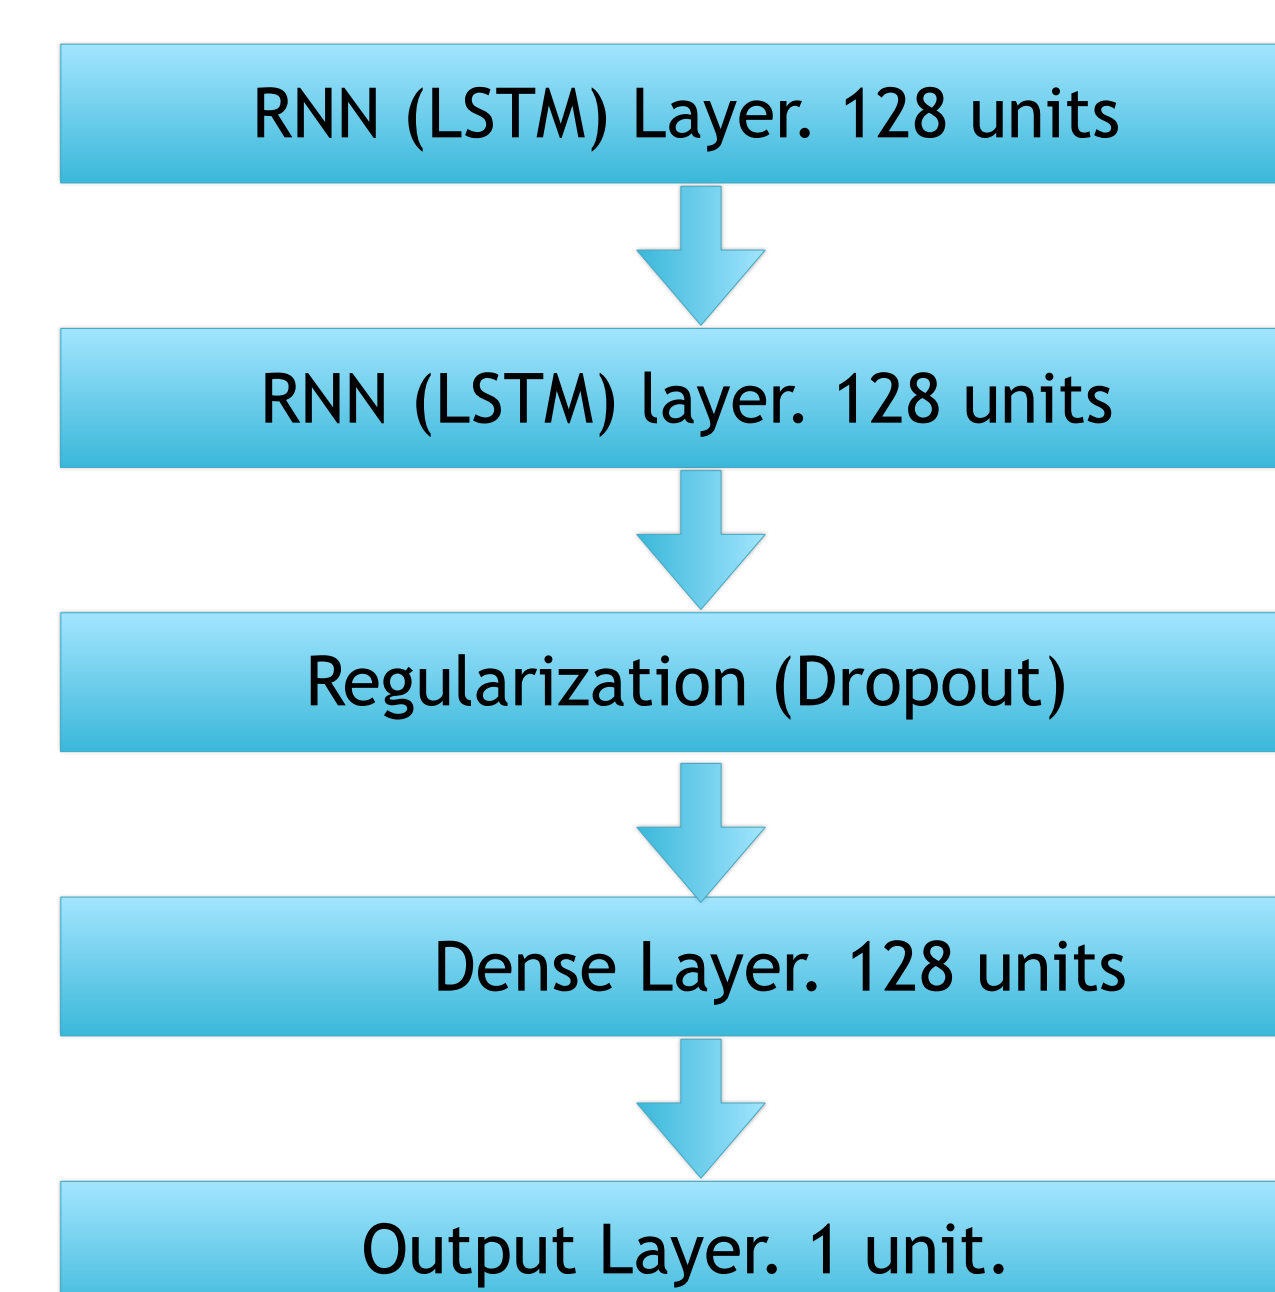 RNN (LSTM) Layer. 128 units
RNN (LSTM) layer. 128 units
Regularization (Dropout)
Dense Layer. 128 units
Output Layer. 1 unit.